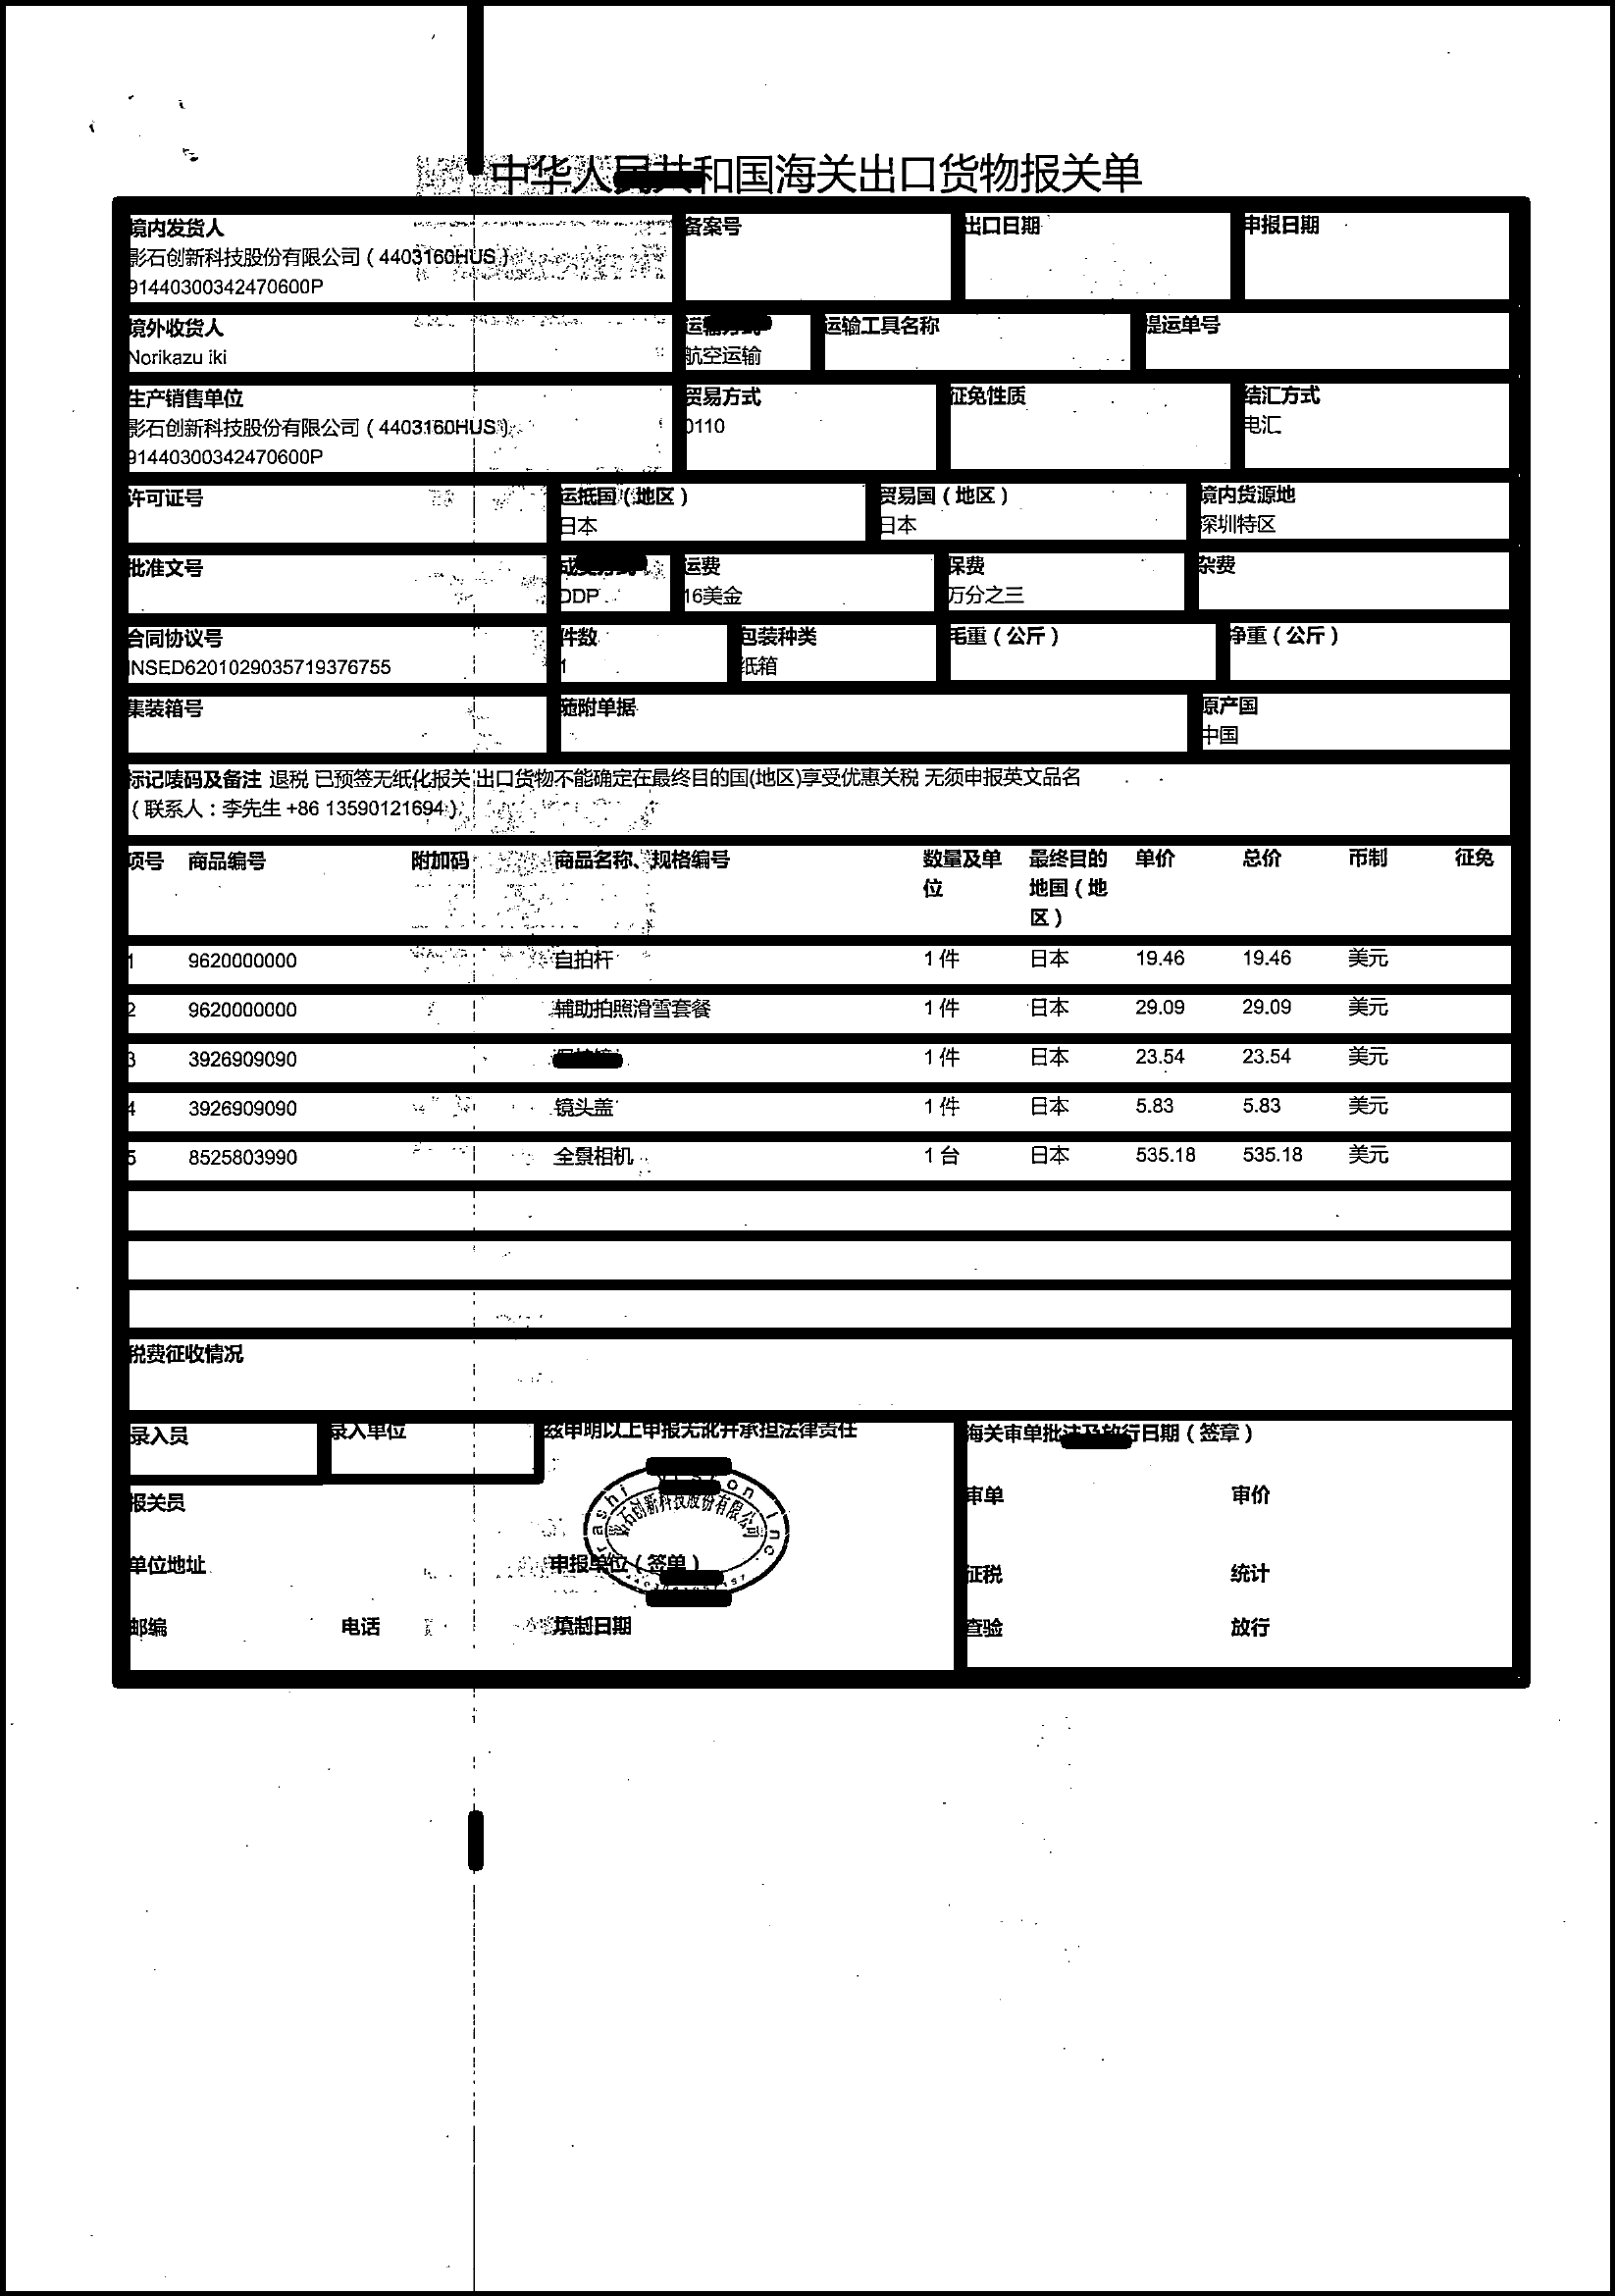 中华人民共和国海关出口货物报关单
境内发货人
影石创新科技股份有限公司（4403160HUS）
91440300342470600P
备案号
出口日期
申报日期
境外收货人
Norikazu iki
运输方式
航空运输
运输工具名称
提运单号
生产销售单位
影石创新科技股份有限公司（4403160HUS）
91440300342470600P
贸易方式
0110
征免性质
结汇方式
电汇
许可证号
运抵国（地区）
日本
贸易国（地区）
日本
境内货源地
深圳特区
批准文号
成交方式
DDP
运费
16美金
保费
万分之三
杂费
合同协议号
INSED6201029035719376755
件数
1
包装种类
纸箱
毛重（公斤）
净重（公斤）
集装箱号
随附单据
原产国
中国
标记唛码及备注 退税 已预签无纸化报关 出口货物不能确定在最终目的国(地区)享受优惠关税 无须申报英文品名
（联系人：李先生 +86 13590121694）
项号 商品编号 附加码 商品名称、规格编号 数量及单位 最终目的地国（地区） 单价 总价 币制 征免
1 9620000000 自拍杆 1 件 日本 19.46 19.46 美元
2 9620000000 辅助拍照滑雪套餐 1 件 日本 29.09 29.09 美元
3 3926909090 1 件 日本 23.54 23.54 美元
4 3926909090 镜头盖 1 件 日本 5.83 5.83 美元
5 8525803990 全景相机 1 台 日本 535.18 535.18 美元
税费征收情况
录入员
录入单位
兹申明以上申报无讹并承担法律责任
海关审单批注及放行日期（签章）
报关员
审单 审价
单位地址
申报单位（签单）
征税 统计
邮编 电话
填制日期
查验 放行
影石创新科技股份有限公司